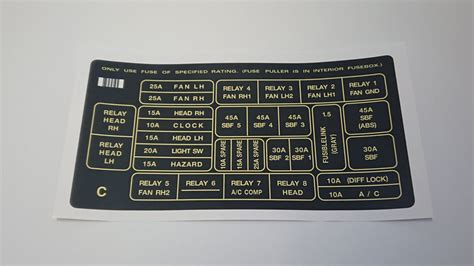 ONLY USE FUSE OF SPECIFIED RATING. (FUSE PULLER IS IN INTERIOR FUSEBOX.)
25A FAN LH
25A FAN RH
RELAY 4
FAN RH1
RELAY 3
FAN LH2
RELAY 2
FAN LH1
RELAY 1
FAN GND
RELAY
HEAD
RH
RELAY
HEAD
LH
15A HEAD RH
10A CLOCK
15A HEAD LH
20A LIGHT SW
15A HAZARD
45A
SBF 5
45A
SBF 4
45A
SBF 3
1.5
FUSIBLELINK
(GRAY)
45A
SBF
(ABS)
10A SPARE
15A SPARE
25A SPARE
30A
SBF 2
30A
SBF 1
30A
SBF
C
RELAY 5
FAN RH2
RELAY 6
RELAY 7
A/C COMP
RELAY 8
HEAD
10A (DIFF LOCK)
10A A / C